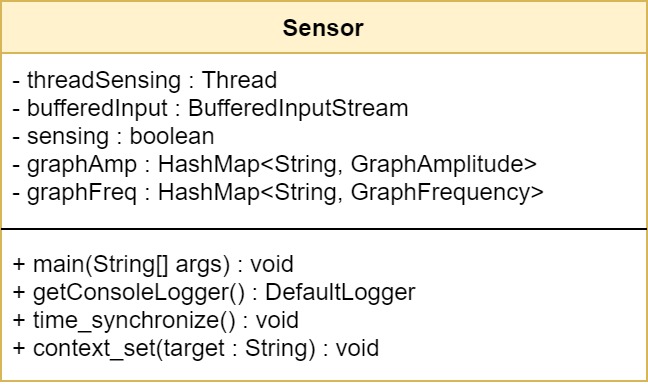 Sensor
- threadSensing : Thread
- bufferedInput : BufferedInputStream
- sensing : boolean
- graphAmp : HashMap<String, GraphAmplitude>
- graphFreq : HashMap<String, GraphFrequency>
+ main(String[] args) : void
+ getConsoleLogger() : DefaultLogger
+ time_synchronize() : void
+ context_set(target : String) : void